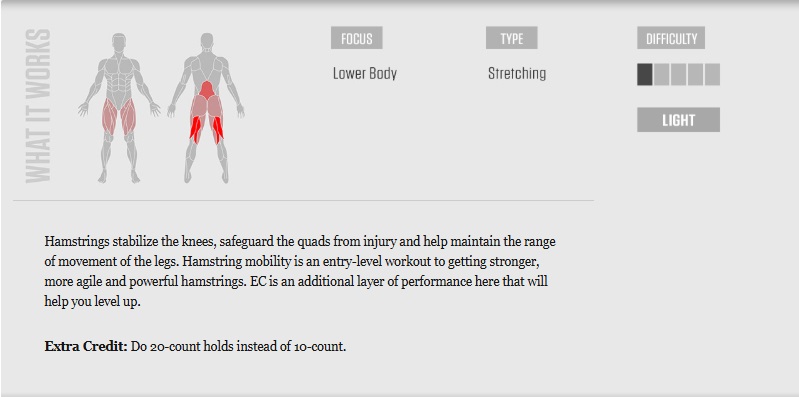 WHAT IT WORKS
FOCUS
Lower Body
TYPE
Stretching
DIFFICULTY
LIGHT
Hamstrings stabilize the knees, safeguard the quads from injury and help maintain the range
of movement of the legs. Hamstring mobility is an entry-level workout to getting stronger,
more agile and powerful hamstrings. EC is an additional layer of performance here that will
help you level up.
Extra Credit: Do 20-count holds instead of 10-count.